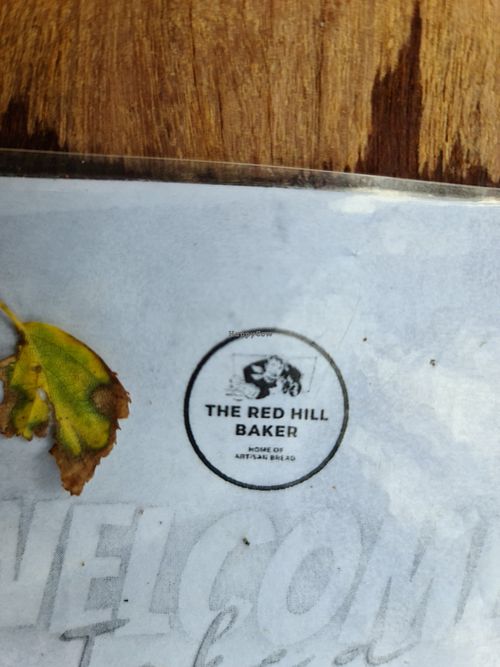 HappyCow
THE RED HILL
BAKER
HOME OF
ARTISAN BREAD
WELCOM